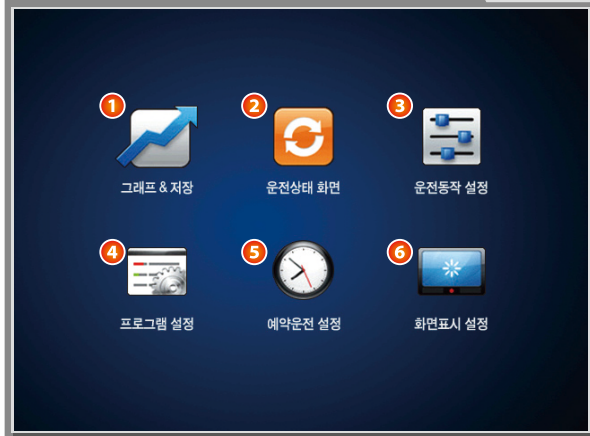 1
2
3
그래프 & 저장
운전상태 화면
운전동작 설정
4
5
6
프로그램 설정
예약운전 설정
화면표시 설정